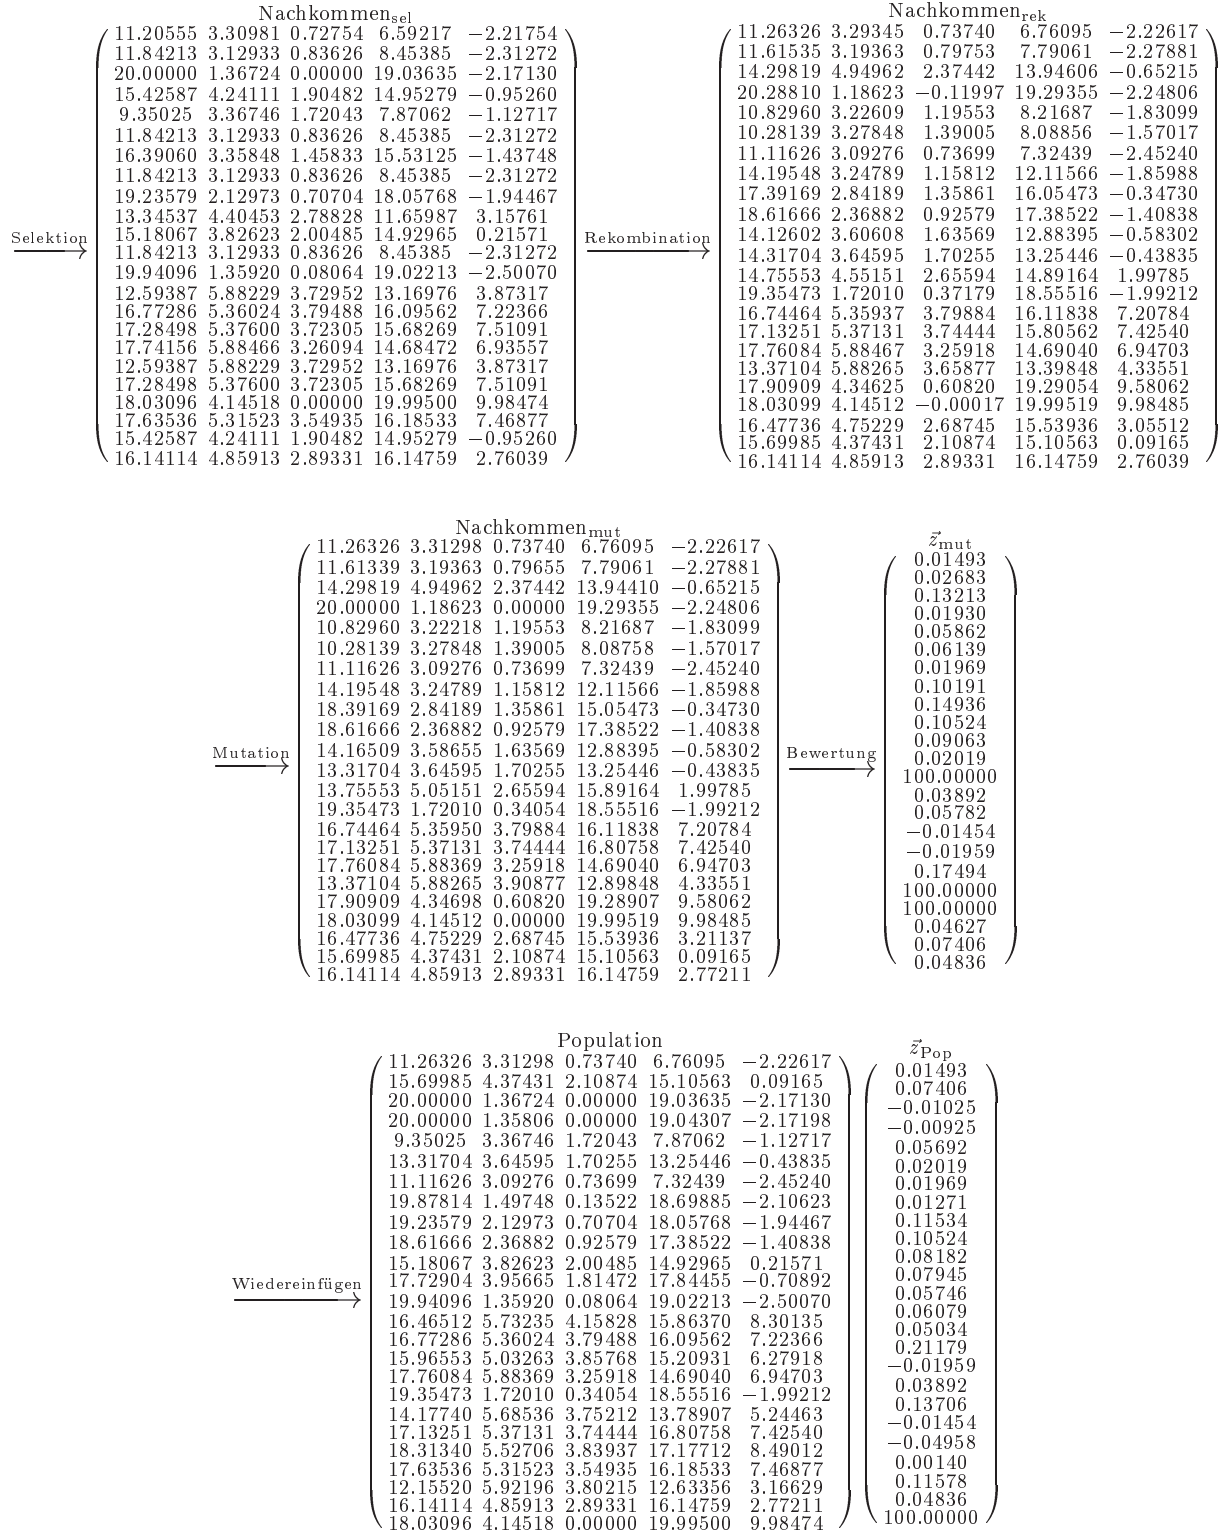 Nachkommen_sel
Selektion
11.20555 3.30981 0.72754 6.59217 −2.21754
11.84213 3.12933 0.83626 8.45385 −2.31272
20.00000 1.36724 0.00000 19.03635 −2.17130
15.42587 4.24111 1.90482 14.95279 −0.95260
9.35025 3.36746 1.72043 7.87062 −1.12717
11.84213 3.12933 0.83626 8.45385 −2.31272
16.39060 3.35848 1.45833 15.53125 −1.43748
11.84213 3.12933 0.83626 8.45385 −2.31272
19.23579 2.12973 0.70704 18.05768 −1.94467
13.34537 4.40453 2.78828 11.65987 3.15761
15.18067 3.82623 2.00485 14.92965 0.21571
11.84213 3.12933 0.83626 8.45385 −2.31272
19.94096 1.35920 0.08064 19.02213 −2.50070
12.59387 5.88229 3.72952 13.16976 3.87317
16.77286 5.36024 3.79488 16.09562 7.22366
17.28498 5.37600 3.72305 15.68269 7.51091
17.74156 5.88466 3.26094 14.68472 6.93557
12.59387 5.88229 3.72952 13.16976 3.87317
17.28498 5.37600 3.72305 15.68269 7.51091
18.03096 4.14518 0.00000 19.99500 9.98474
17.63536 5.31523 3.54935 16.18533 7.46877
15.42587 4.24111 1.90482 14.95279 −0.95260
16.14114 4.85913 2.89331 16.14759 2.76039
Nachkommen_rek
Rekombination
11.26326 3.29345 0.73740 6.76095 −2.22617
11.61535 3.19363 0.79753 7.79061 −2.27881
14.29819 4.94962 2.37442 13.94606 −0.65215
20.28810 1.18623 −0.11997 19.29355 −2.24806
10.82960 3.22609 1.19553 8.21687 −1.83099
10.28139 3.27848 1.39005 8.08856 −1.57017
11.11626 3.09276 0.73699 7.32439 −2.45240
14.19548 3.24789 1.15812 12.11566 −1.85988
17.39169 2.84189 1.35861 16.05473 −0.34730
18.61666 2.36882 0.92579 17.38522 −1.40838
14.12602 3.60608 1.63569 12.88395 −0.58302
14.31704 3.64595 1.70255 13.25446 −0.43835
14.75553 4.55151 2.65594 14.89164 1.99785
19.35473 1.72010 0.37179 18.55516 −1.99212
16.74464 5.35937 3.79884 16.11838 7.20784
17.13251 5.37131 3.74444 15.80562 7.42540
17.76084 5.88467 3.25918 14.69040 6.94703
13.37104 5.88265 3.65877 13.39848 4.33551
17.90909 4.34625 0.60820 19.29054 9.58062
18.03099 4.14512 −0.00017 19.99519 9.98485
16.47736 4.75229 2.68745 15.53936 3.05512
15.69985 4.37431 2.10874 15.10563 0.09165
16.14114 4.85913 2.89331 16.14759 2.76039
Nachkommen_mut
Mutation
11.26326 3.31298 0.73740 6.76095 −2.22617
11.61339 3.19363 0.79655 7.79061 −2.27881
14.29819 4.94962 2.37442 13.94410 −0.65215
20.00000 1.18623 0.00000 19.29355 −2.24806
10.82960 3.22218 1.19553 8.21687 −1.83099
10.28139 3.27848 1.39005 8.08758 −1.57017
11.11626 3.09276 0.73699 7.32439 −2.45240
14.19548 3.24789 1.15812 12.11566 −1.85988
18.39169 2.84189 1.35861 15.05473 −0.34730
18.61666 2.36882 0.92579 17.38522 −1.40838
14.16509 3.58655 1.63569 12.88395 −0.58302
13.31704 3.64595 1.70255 13.25446 −0.43835
13.75553 5.05151 2.65594 15.89164 1.99785
19.35473 1.72010 0.34054 18.55516 −1.99212
16.74464 5.35950 3.79884 16.11838 7.20784
17.13251 5.37131 3.74444 16.80758 7.42540
17.76084 5.88369 3.25918 14.69040 6.94703
13.37104 5.88265 3.90877 12.89848 4.33551
17.90909 4.34698 0.60820 19.28907 9.58062
18.03099 4.14512 0.00000 19.99519 9.98485
16.47736 4.75229 2.68745 15.53936 3.21137
15.69985 4.37431 2.10874 15.10563 0.09165
16.14114 4.85913 2.89331 16.14759 2.77211
z⃗_mut
Bewertung
0.01493
0.02683
0.13213
0.01930
0.05862
0.06139
0.01969
0.10191
0.14936
0.10524
0.09063
0.02019
100.00000
0.03892
0.05782
−0.01454
−0.01959
0.17494
100.00000
100.00000
0.04627
0.07406
0.04836
Population
Wiedereinfügen
11.26326 3.31298 0.73740 6.76095 −2.22617
15.69985 4.37431 2.10874 15.10563 0.09165
20.00000 1.36724 0.00000 19.03635 −2.17130
20.00000 1.35806 0.00000 19.04307 −2.17198
9.35025 3.36746 1.72043 7.87062 −1.12717
13.31704 3.64595 1.70255 13.25446 −0.43835
11.11626 3.09276 0.73699 7.32439 −2.45240
19.87814 1.49748 0.13522 18.69885 −2.10623
19.23579 2.12973 0.70704 18.05768 −1.94467
18.61666 2.36882 0.92579 17.38522 −1.40838
15.18067 3.82623 2.00485 14.92965 0.21571
17.72904 3.95665 1.81472 17.84455 −0.70892
19.94096 1.35920 0.08064 19.02213 −2.50070
16.46512 5.73235 4.15828 15.86370 8.30135
16.77286 5.36024 3.79488 16.09562 7.22366
15.96553 5.03263 3.85768 15.20931 6.27918
17.76084 5.88369 3.25918 14.69040 6.94703
19.35473 1.72010 0.34054 18.55516 −1.99212
14.17740 5.68536 3.75212 13.78907 5.24463
17.13251 5.37131 3.74444 16.80758 7.42540
18.31340 5.52706 3.83937 17.17712 8.49012
17.63536 5.31523 3.54935 16.18533 7.46877
12.15520 5.92196 3.80215 12.63356 3.16629
16.14114 4.85913 2.89331 16.14759 2.77211
18.03096 4.14518 0.00000 19.99500 9.98474
z⃗_Pop
0.01493
0.07406
−0.01025
−0.00925
0.05692
0.02019
0.01969
0.01271
0.11534
0.10524
0.08182
0.07945
0.05746
0.06079
0.05034
0.21179
−0.01959
0.03892
0.13706
−0.01454
−0.04958
0.00140
0.11578
0.04836
100.00000